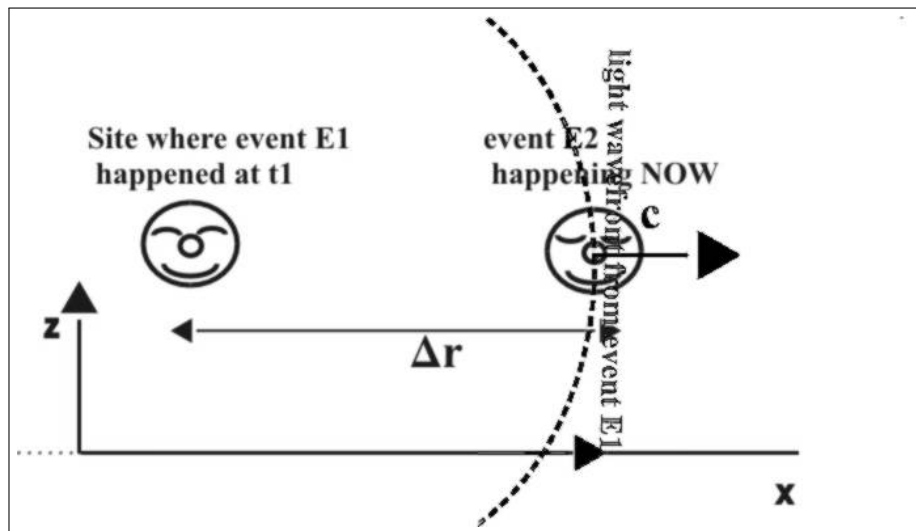 Site where event E1
happened at t1
event E2
happening NOW
light wavefront from event E1
c
z
Δr
x